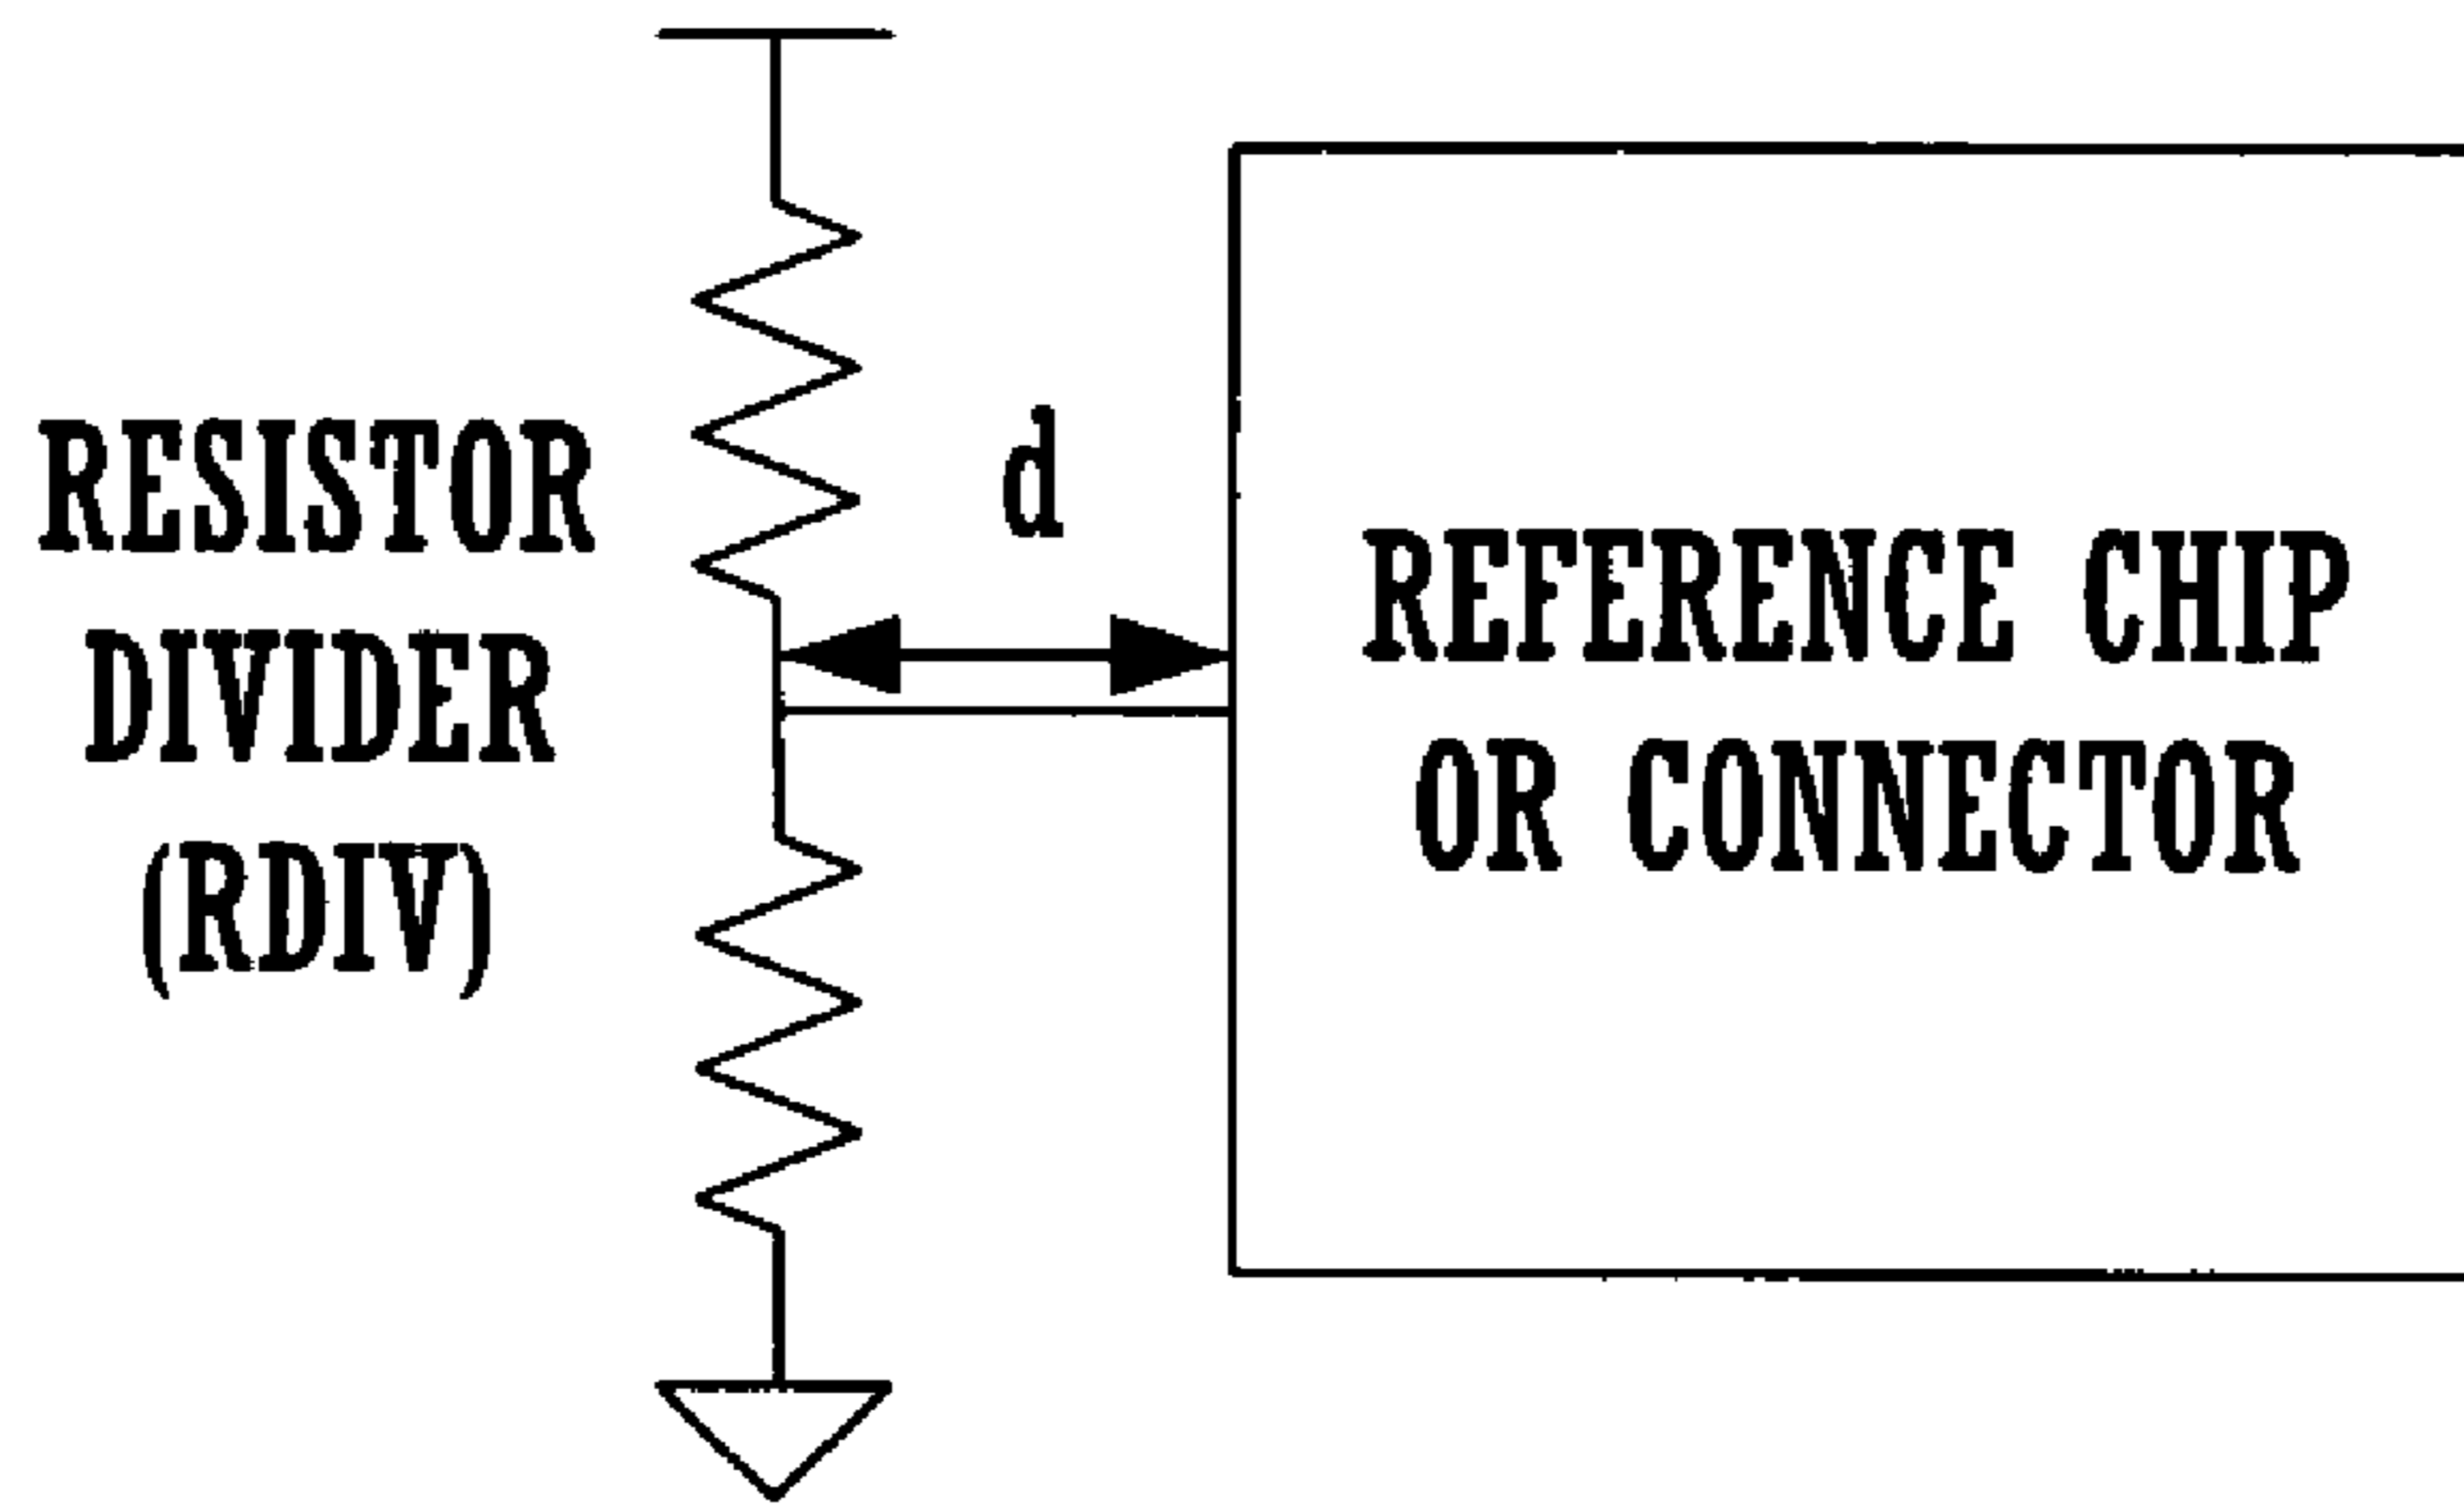 RESISTOR
DIVIDER
(RDIV)
d
REFERENCE CHIP
OR CONNECTOR